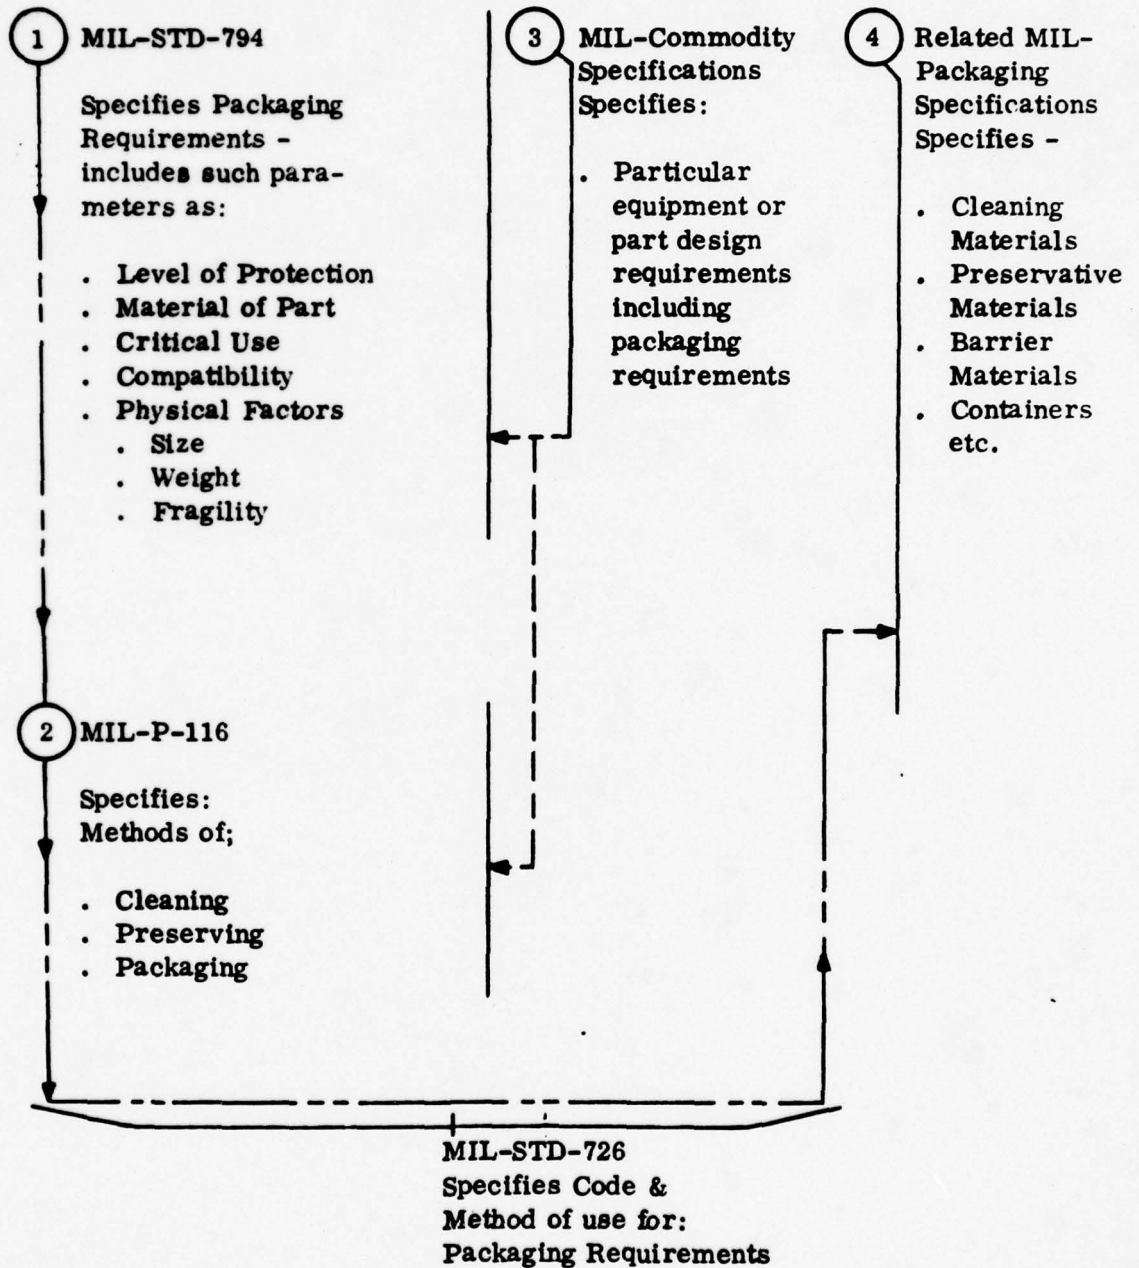 1 MIL-STD-794
Specifies Packaging
Requirements -
includes such para-
meters as:
. Level of Protection
. Material of Part
. Critical Use
. Compatibility
. Physical Factors
. Size
. Weight
. Fragility
2 MIL-P-116
Specifies:
Methods of;
. Cleaning
. Preserving
. Packaging
3 MIL-Commodity
Specifications
Specifies:
. Particular
equipment or
part design
requirements
including
packaging
requirements
4 Related MIL-
Packaging
Specifications
Specifies -
. Cleaning
Materials
. Preservative
Materials
. Barrier
Materials
. Containers
etc.
MIL-STD-726
Specifies Code &
Method of use for:
Packaging Requirements